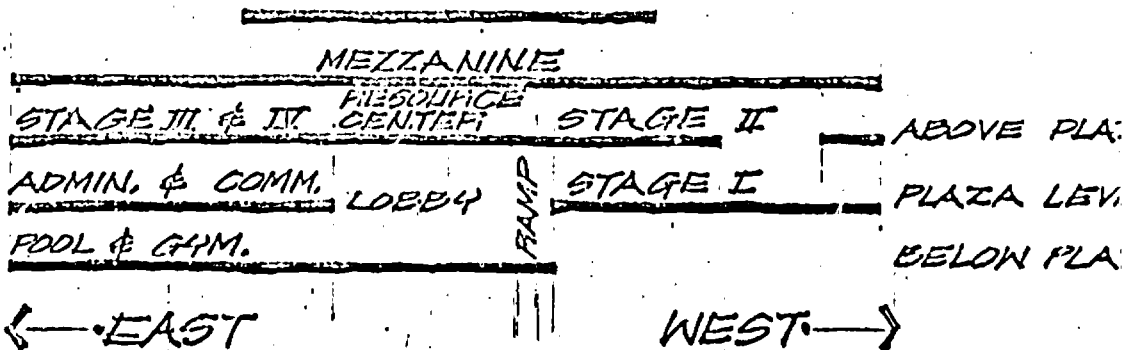 MEZZANINE
STAGE III & IV RESOURCE CENTER STAGE II ABOVE PLA
ADMIN. & COMM. LOBBY RAMP STAGE I PLAZA LEV
POOL & GYM. BELOW PLA
EAST WEST